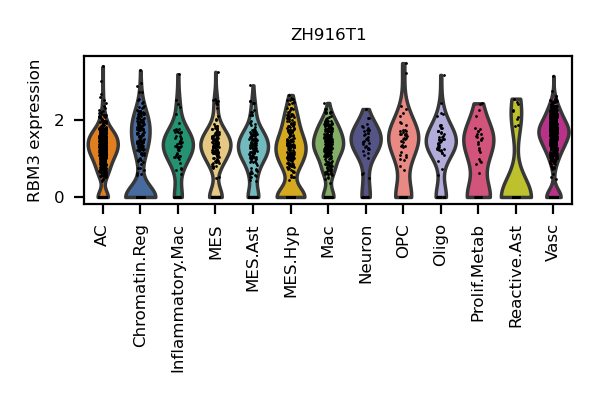 ZH916T1
RBM3 expression
2
0
AC
Chromatin.Reg
Inflammatory.Mac
MES
MES.Ast
MES.Hyp
Mac
Neuron
OPC
Oligo
Prolif.Metab
Reactive.Ast
Vasc